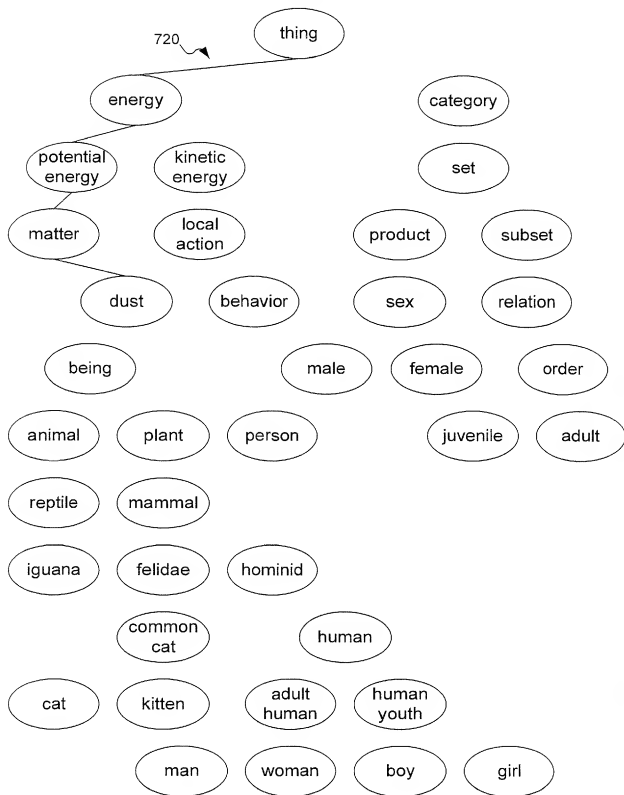 thing
720
energy
category
potential
energy
kinetic
energy
set
matter
local
action
product
subset
dust
behavior
sex
relation
being
male
female
order
animal
plant
person
juvenile
adult
reptile
mammal
iguana
felidae
hominid
common
cat
human
cat
kitten
adult
human
human
youth
man
woman
boy
girl